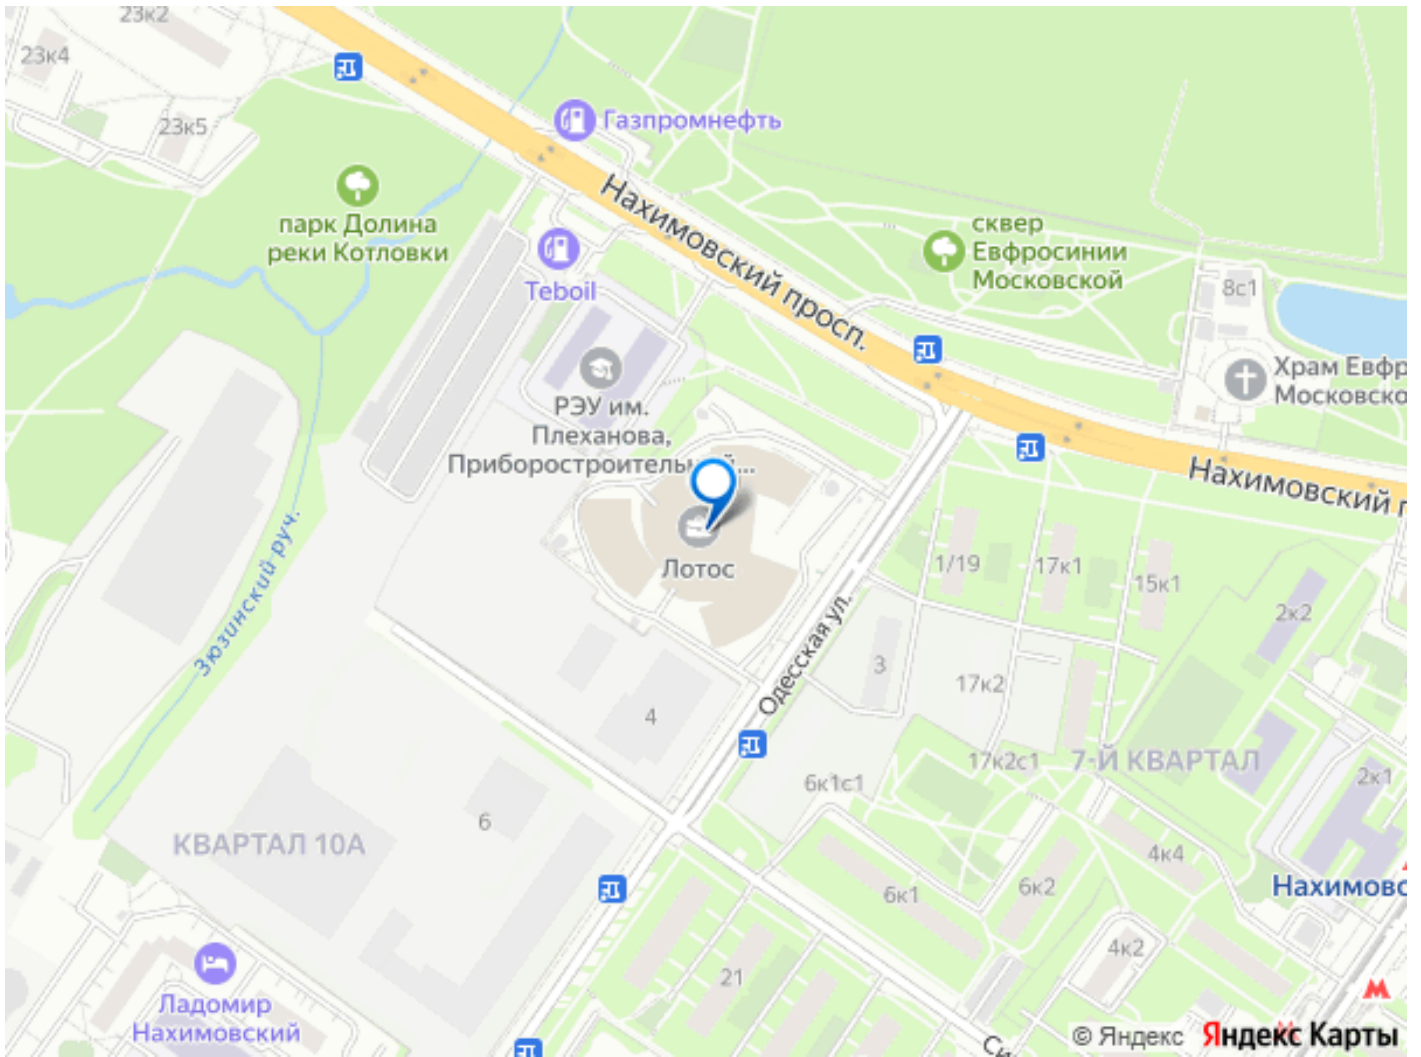 23к2
23к4
23к5
Газпромнефть
парк Долина
реки Котловки
Teboil
Нахимовский просп.
сквер
Евфросинии
Московской
8с1
Храм Евфр
Московско
РЭУ им.
Плеханова,
Приборостроительный...
Нахимовский п
Лотос
1/19
17к1
15к1
2к2
Зюзинский руч.
Одесская ул.
3
17к2
4
17к2с1
7-Й КВАРТАЛ
6к1с1
2к1
6
КВАРТАЛ 10А
4к4
6к1
6к2
Нахимовс
4к2
21
Ладомир
Нахимовский
Си
© Яндекс Яндекс Карты